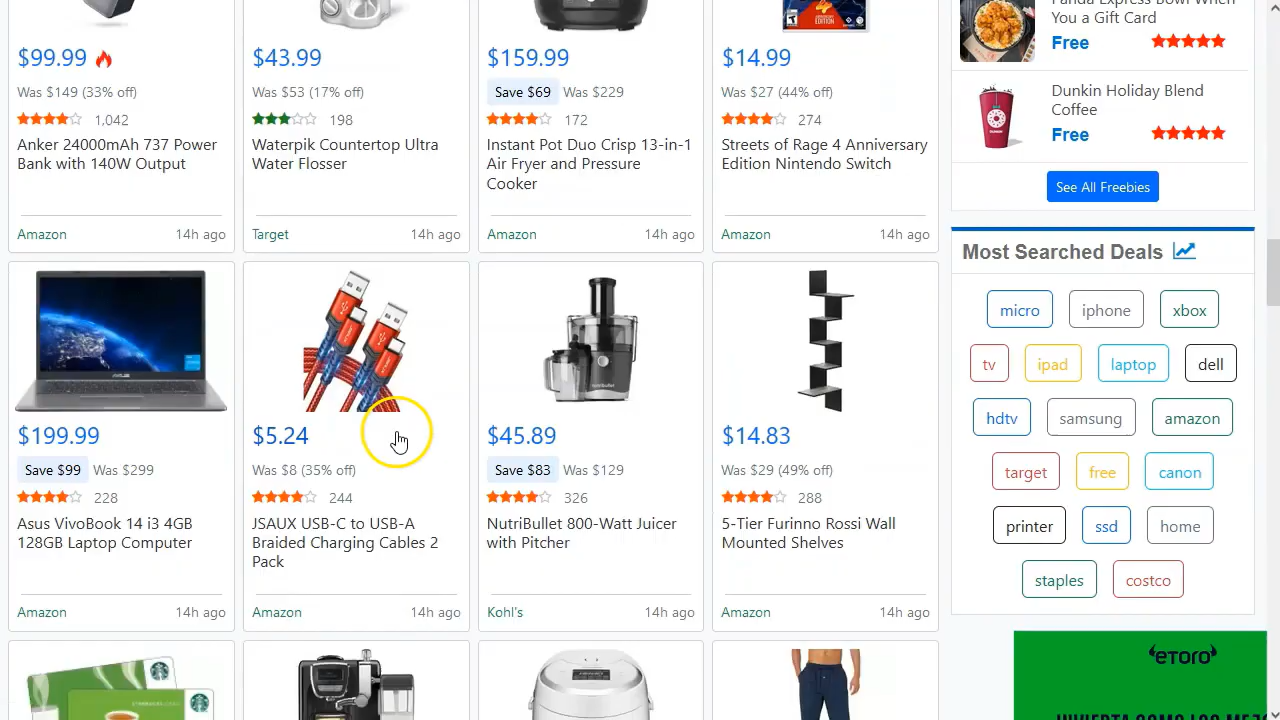 $99.99
Was $149 (33% off)
1,042
Anker 24000mAh 737 Power
Bank with 140W Output
Amazon 14h ago
$43.99
Was $53 (17% off)
198
Waterpik Countertop Ultra
Water Flosser
Target 14h ago
$159.99
Save $69 Was $229
172
Instant Pot Duo Crisp 13-in-1
Air Fryer and Pressure
Cooker
Amazon 14h ago
$14.99
Was $27 (44% off)
274
Streets of Rage 4 Anniversary
Edition Nintendo Switch
Amazon 14h ago
$199.99
Save $99 Was $299
228
Asus VivoBook 14 i3 4GB
128GB Laptop Computer
Amazon 14h ago
$5.24
Was $8 (35% off)
244
JSAUX USB-C to USB-A
Braided Charging Cables 2
Pack
Amazon 14h ago
$45.89
Save $83 Was $129
326
NutriBullet 800-Watt Juicer
with Pitcher
Kohl's 14h ago
$14.83
Was $29 (49% off)
288
5-Tier Furinno Rossi Wall
Mounted Shelves
Amazon 14h ago
Panda Express Bowl When
You a Gift Card
Free
Dunkin Holiday Blend
Coffee
Free
See All Freebies
Most Searched Deals
micro iphone xbox
tv ipad laptop dell
hdtv samsung amazon
target free canon
printer ssd home
staples costco
eToro